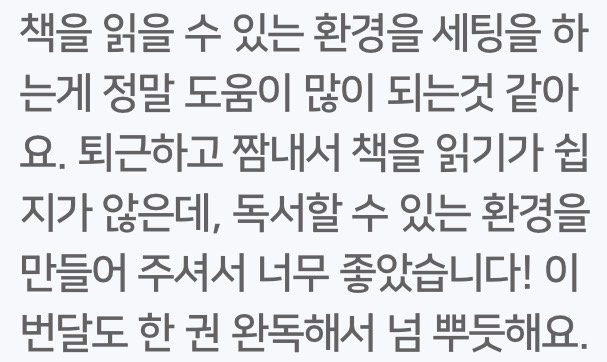 책을 읽을 수 있는 환경을 세팅을 하
는게 정말 도움이 많이 되는것 같아
요. 퇴근하고 짬내서 책을 읽기가 쉽
지가 않은데, 독서할 수 있는 환경을
만들어 주셔서 너무 좋았습니다! 이
번달도 한 권 완독해서 넘 뿌듯해요.